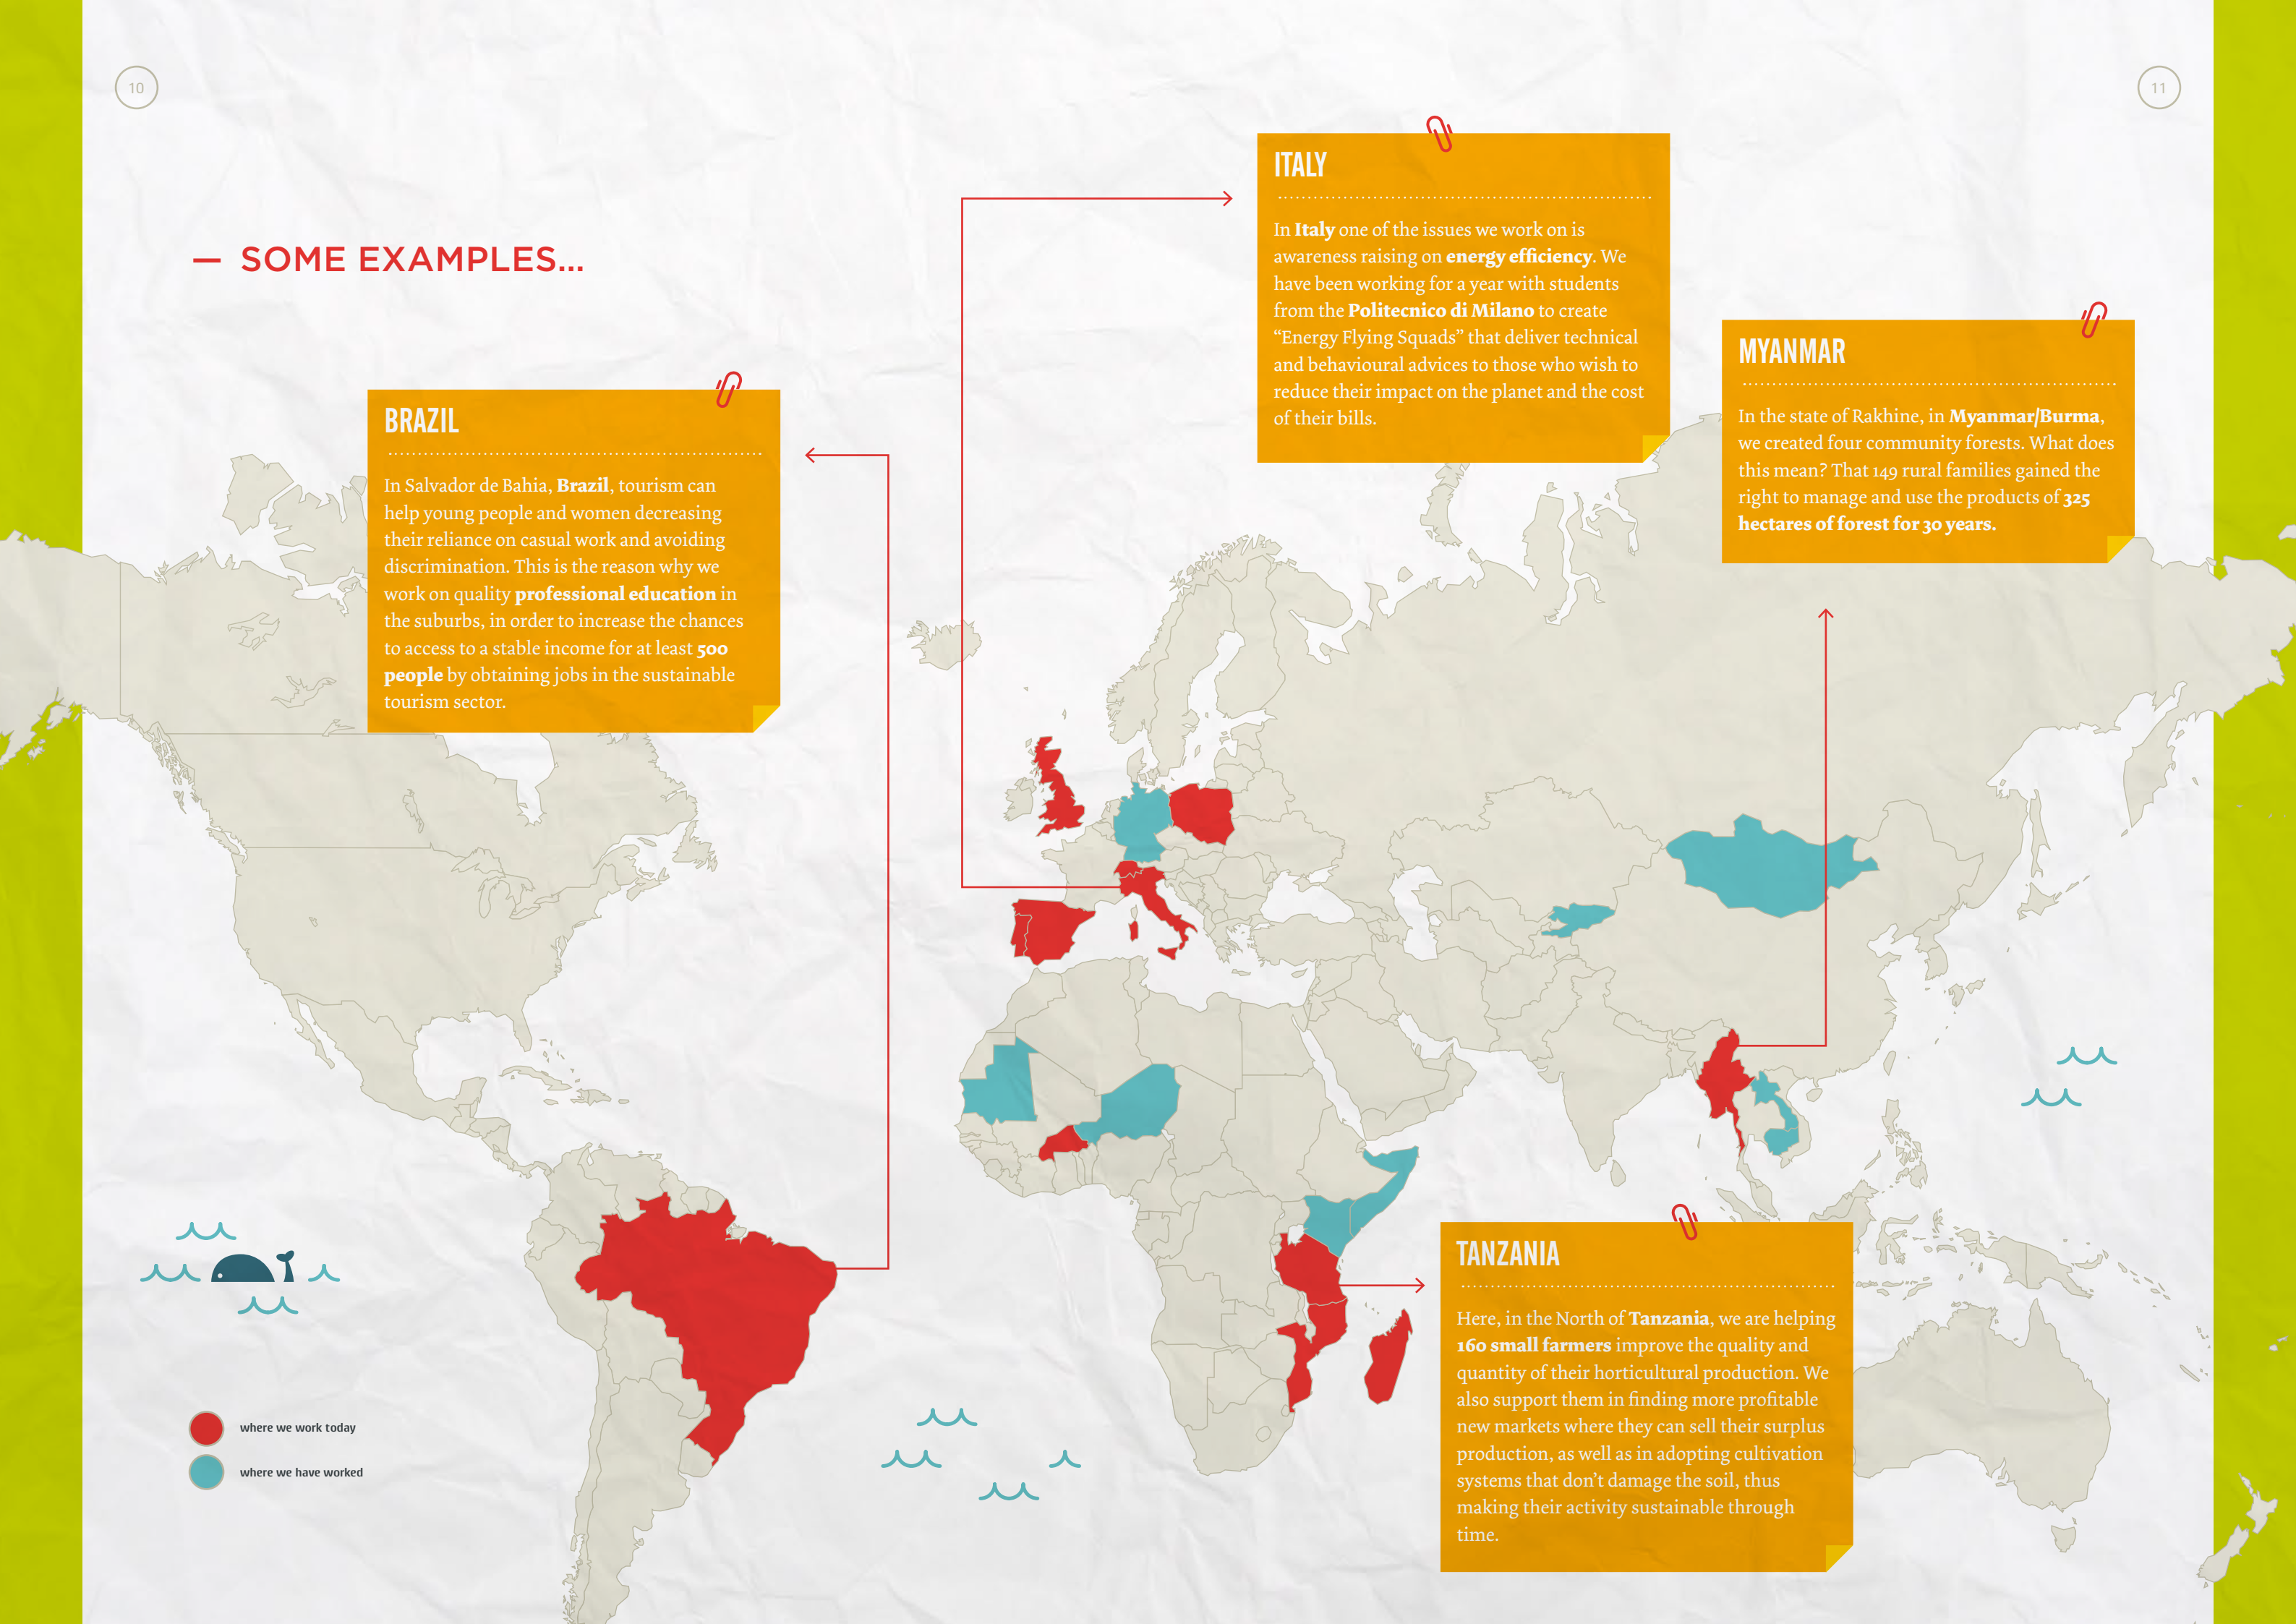 10
11
— SOME EXAMPLES...
BRAZIL
In Salvador de Bahia, Brazil, tourism can
help young people and women decreasing
their reliance on casual work and avoiding
discrimination. This is the reason why we
work on quality professional education in
the suburbs, in order to increase the chances
to access to a stable income for at least 500
people by obtaining jobs in the sustainable
tourism sector.
ITALY
In Italy one of the issues we work on is
awareness raising on energy efficiency. We
have been working for a year with students
from the Politecnico di Milano to create
“Energy Flying Squads” that deliver technical
and behavioural advices to those who wish to
reduce their impact on the planet and the cost
of their bills.
MYANMAR
In the state of Rakhine, in Myanmar/Burma,
we created four community forests. What does
this mean? That 149 rural families gained the
right to manage and use the products of 325
hectares of forest for 30 years.
TANZANIA
Here, in the North of Tanzania, we are helping
160 small farmers improve the quality and
quantity of their horticultural production. We
also support them in finding more profitable
new markets where they can sell their surplus
production, as well as in adopting cultivation
systems that don’t damage the soil, thus
making their activity sustainable through
time.
where we work today
where we have worked